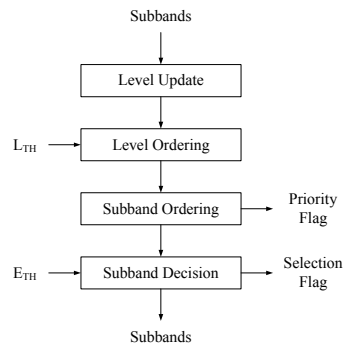 Subbands
Level Update
L_TH
Level Ordering
Subband Ordering
Priority
Flag
E_TH
Subband Decision
Selection
Flag
Subbands